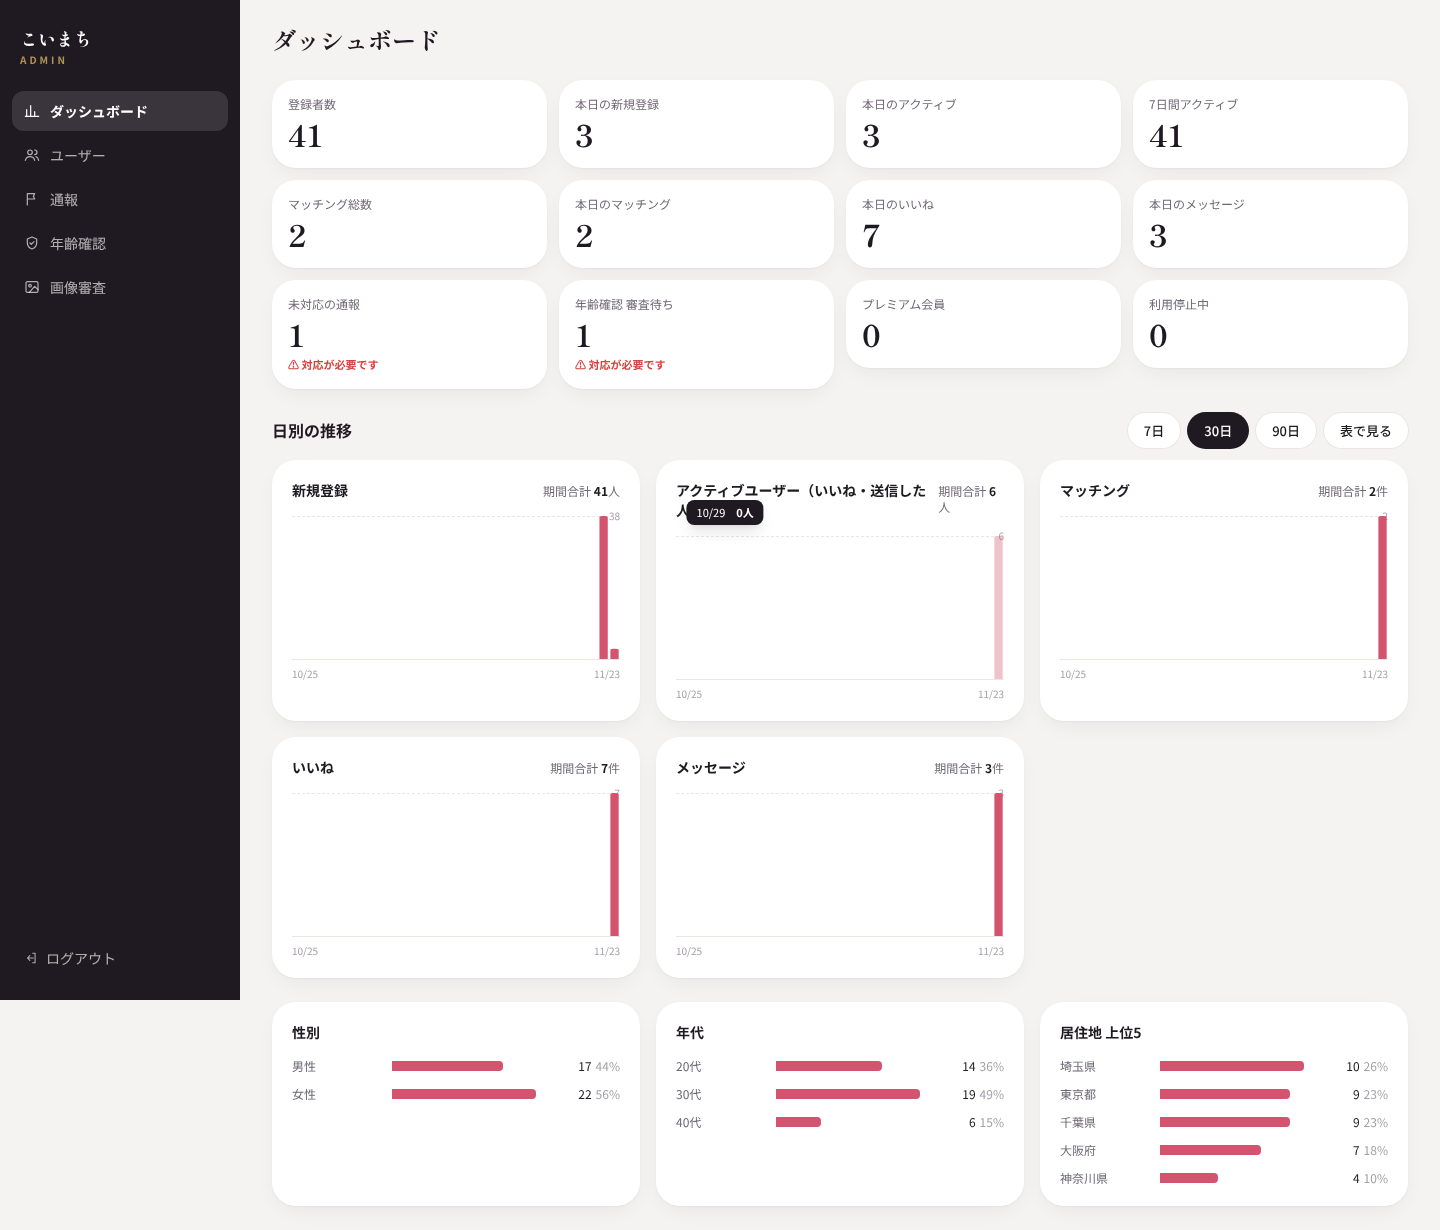 こいまち
ADMIN
ダッシュボード
ユーザー
通報
年齢確認
画像審査
ログアウト
ダッシュボード
登録者数
41
本日の新規登録
3
本日のアクティブ
3
7日間アクティブ
41
マッチング総数
2
本日のマッチング
2
本日のいいね
7
本日のメッセージ
3
未対応の通報
1
対応が必要です
年齢確認 審査待ち
1
対応が必要です
プレミアム会員
0
利用停止中
0
日別の推移
7日
30日
90日
表で見る
新規登録
期間合計 41人
38
10/25
11/23
アクティブユーザー（いいね・送信した
人
期間合計 6
人
10/29 0人
6
10/25
11/23
マッチング
期間合計 2件
2
10/25
11/23
いいね
期間合計 7件
7
10/25
11/23
メッセージ
期間合計 3件
3
10/25
11/23
性別
男性 17 44%
女性 22 56%
年代
20代 14 36%
30代 19 49%
40代 6 15%
居住地 上位5
埼玉県 10 26%
東京都 9 23%
千葉県 9 23%
大阪府 7 18%
神奈川県 4 10%